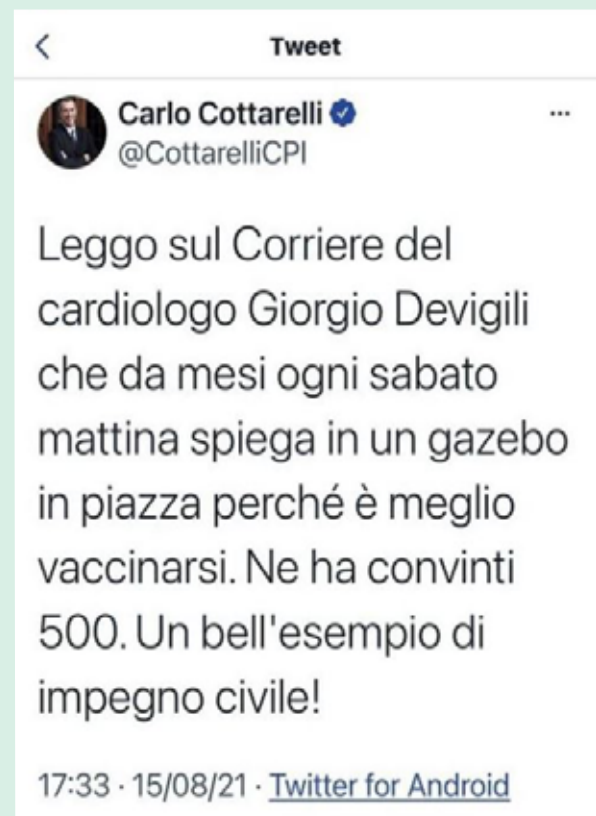 Tweet
Carlo Cottarelli
@CottarelliCPI
Leggo sul Corriere del
cardiologo Giorgio Devigili
che da mesi ogni sabato
mattina spiega in un gazebo
in piazza perché è meglio
vaccinarsi. Ne ha convinti
500. Un bell'esempio di
impegno civile!
17:33 · 15/08/21 · Twitter for Android